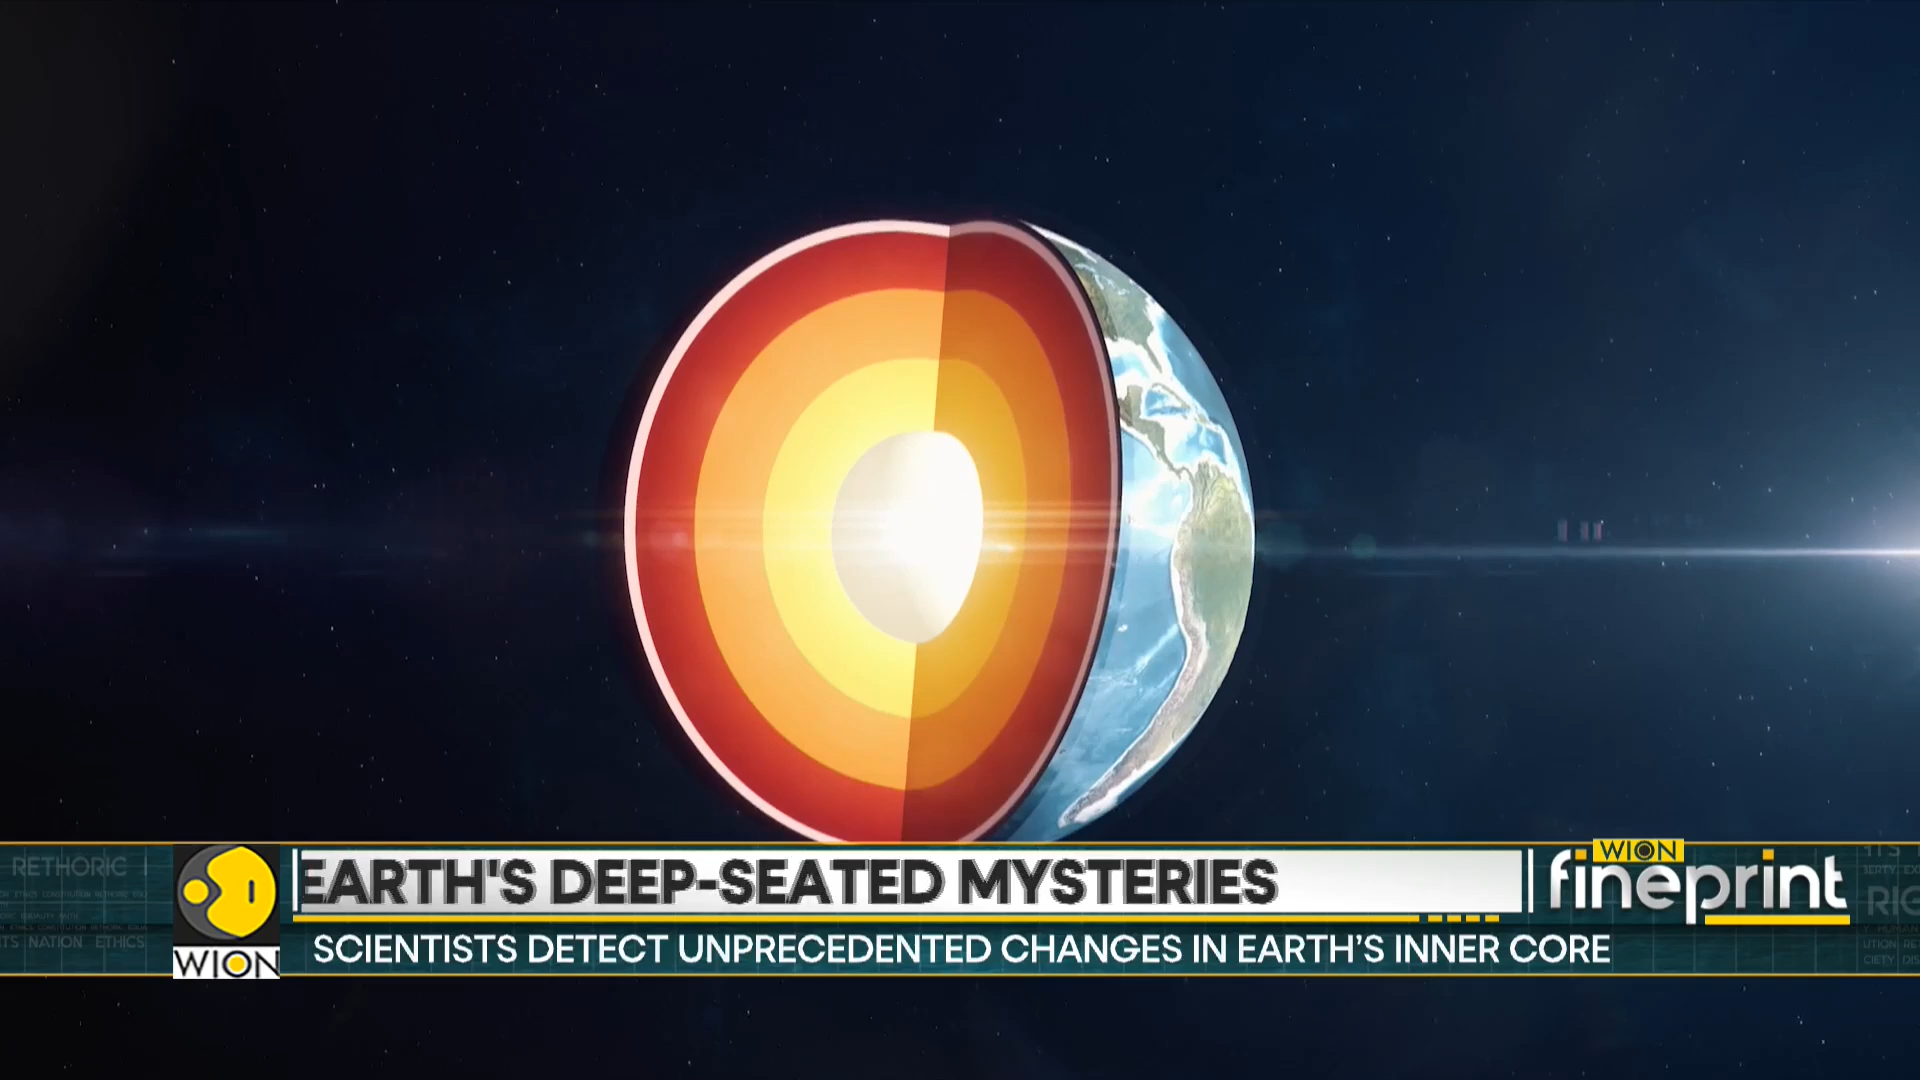 EARTH'S DEEP-SEATED MYSTERIES
SCIENTISTS DETECT UNPRECEDENTED CHANGES IN EARTH’S INNER CORE
WION
WION
fineprint
RETHORIC
NATION ETHICS